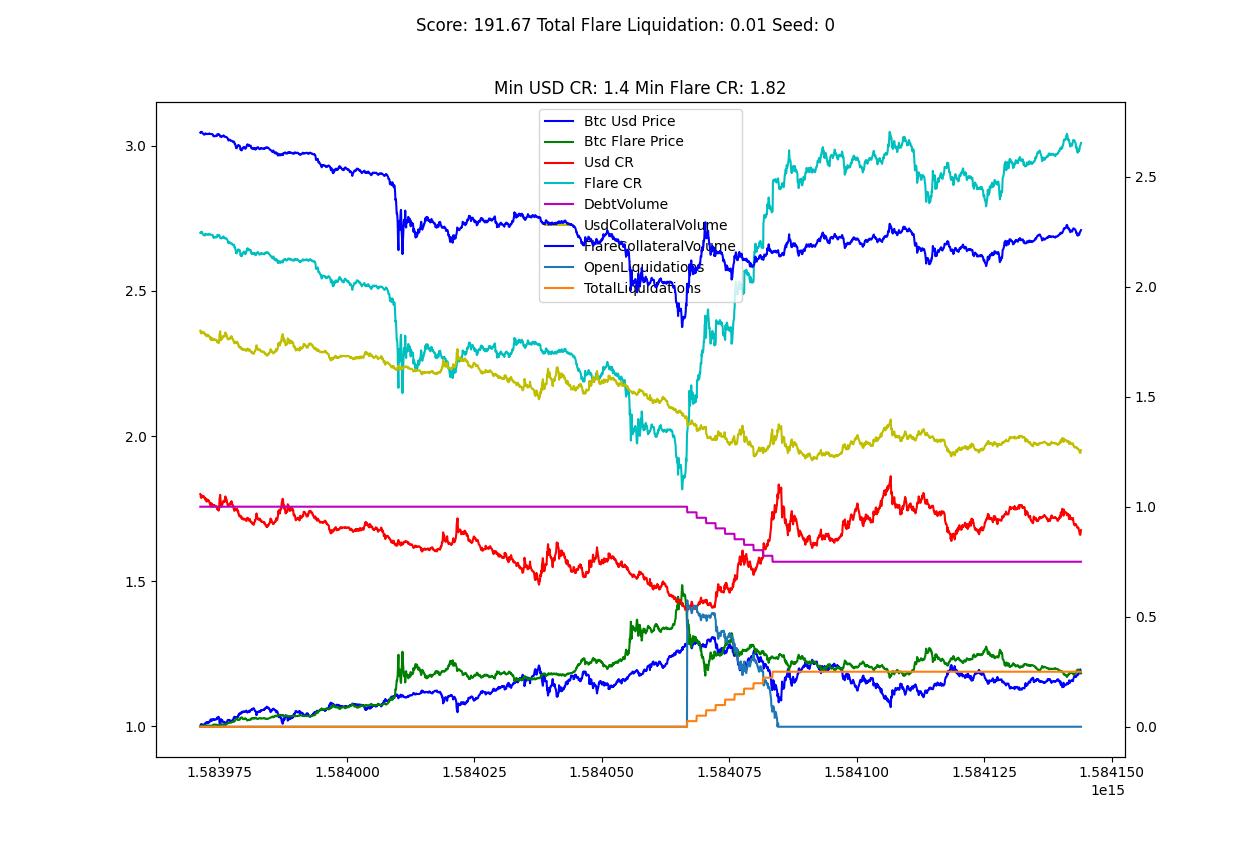 Score: 191.67 Total Flare Liquidation: 0.01 Seed: 0
Min USD CR: 1.4 Min Flare CR: 1.82
Btc Usd Price
Btc Flare Price
Usd CR
Flare CR
DebtVolume
UsdCollateralVolume
FlareCollateralVolume
OpenLiquidations
TotalLiquidations
3.0
2.5
2.0
1.5
1.0
2.5
2.0
1.5
1.0
0.5
0.0
1.583975
1.584000
1.584025
1.584050
1.584075
1.584100
1.584125
1.584150
1e15